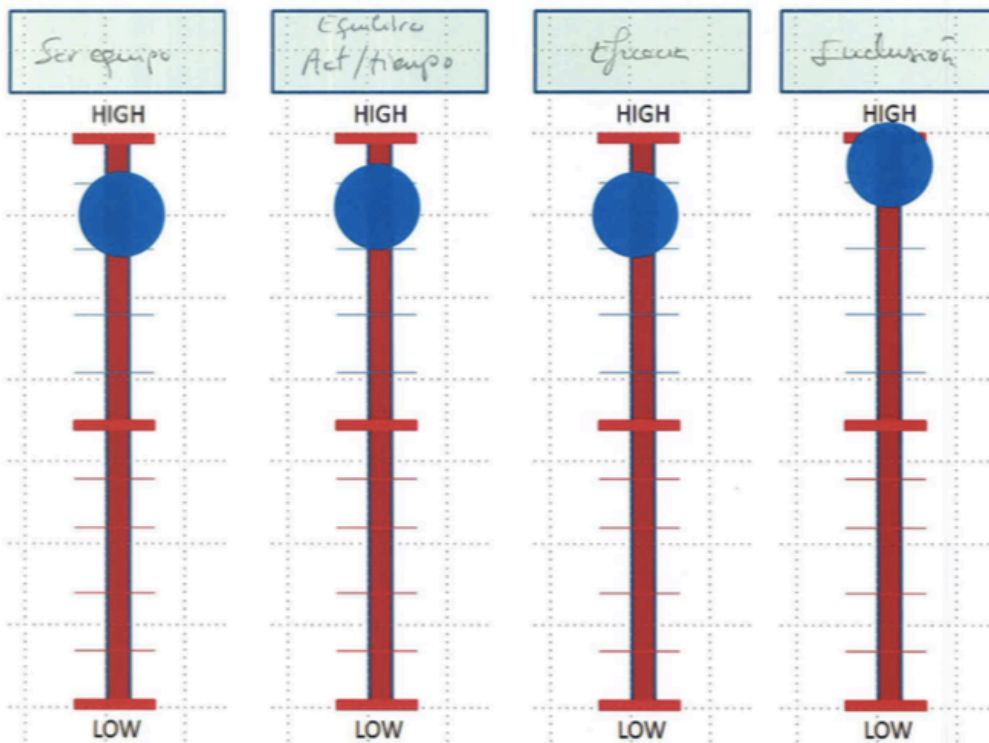 Ser equipo
Equilibrio
Act/tiempo
Eficacia
Inclusión
HIGH
HIGH
HIGH
HIGH
LOW
LOW
LOW
LOW